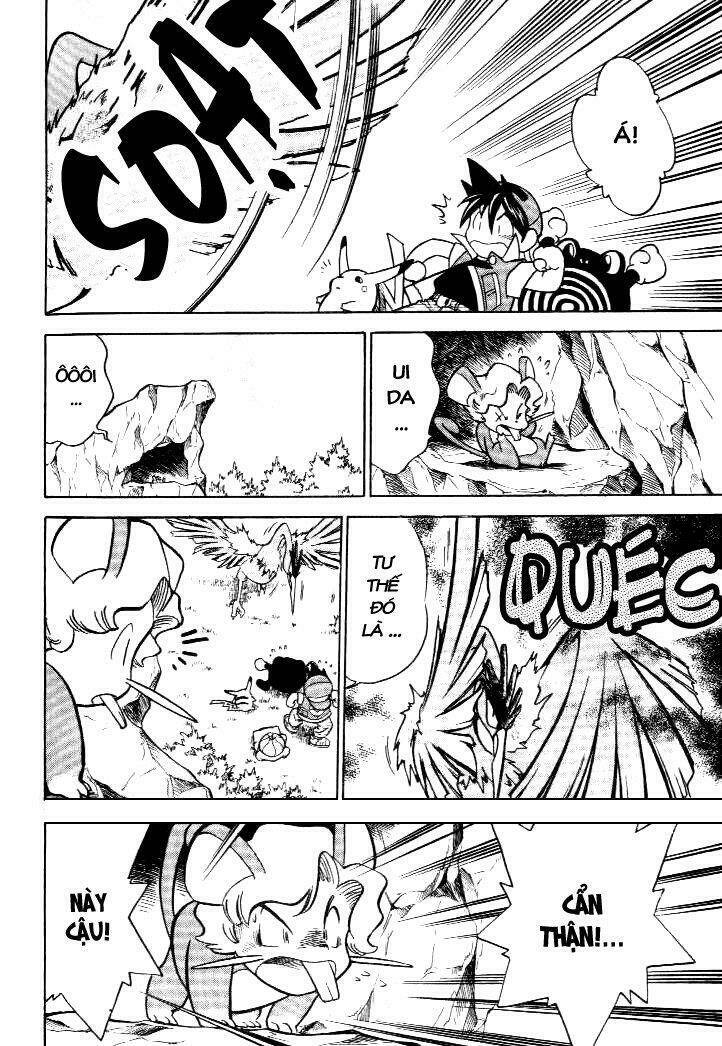 Á!
SOẠT
UI
DA ...
ÔÔÔI
...
QUÉC
TƯ
THẾ
ĐÓ
LÀ ...
CẨN
THẬN!...
NÀY
CẬU!